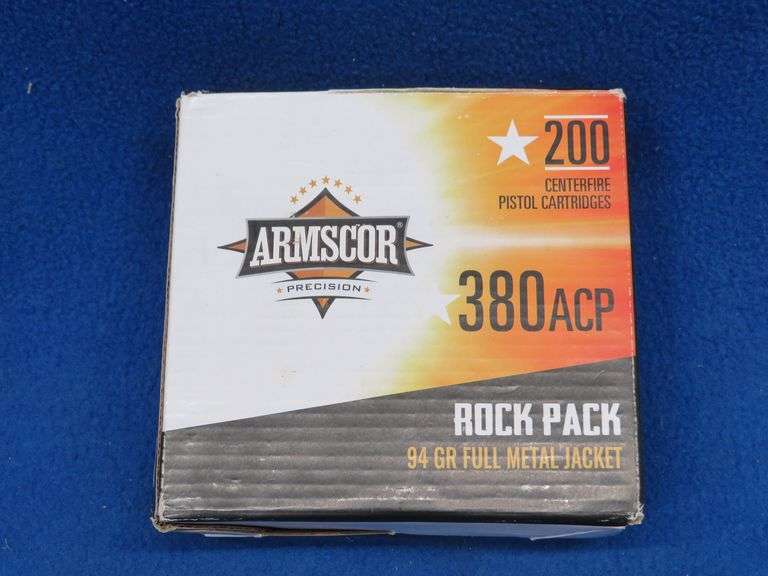 200
CENTERFIRE
PISTOL CARTRIDGES
ARMSCOR®
PRECISION
380ACP
ROCK PACK
94 GR FULL METAL JACKET